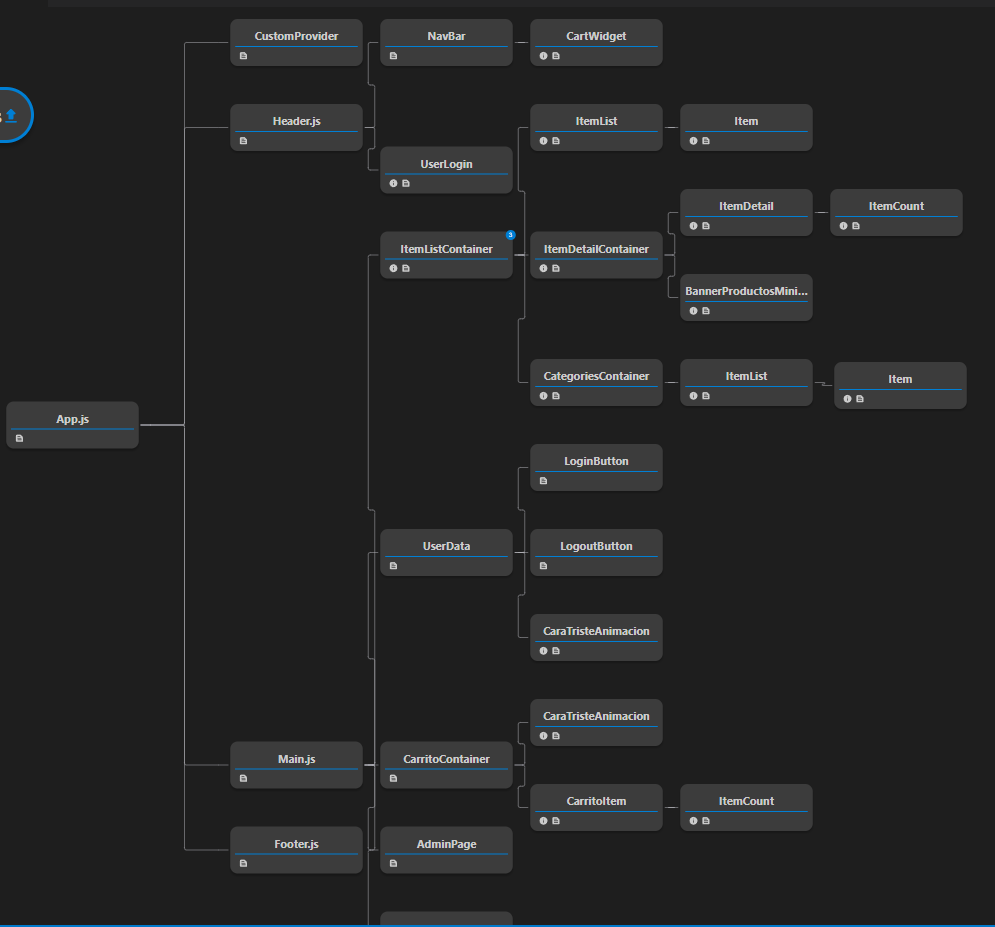 CustomProvider
NavBar
CartWidget
Header.js
ItemList
Item
UserLogin
ItemDetail
ItemCount
3
ItemListContainer
ItemDetailContainer
BannerProductosMini...
CategoriesContainer
ItemList
Item
App.js
LoginButton
UserData
LogoutButton
CaraTristeAnimacion
CaraTristeAnimacion
Main.js
CarritoContainer
CarritoItem
ItemCount
Footer.js
AdminPage